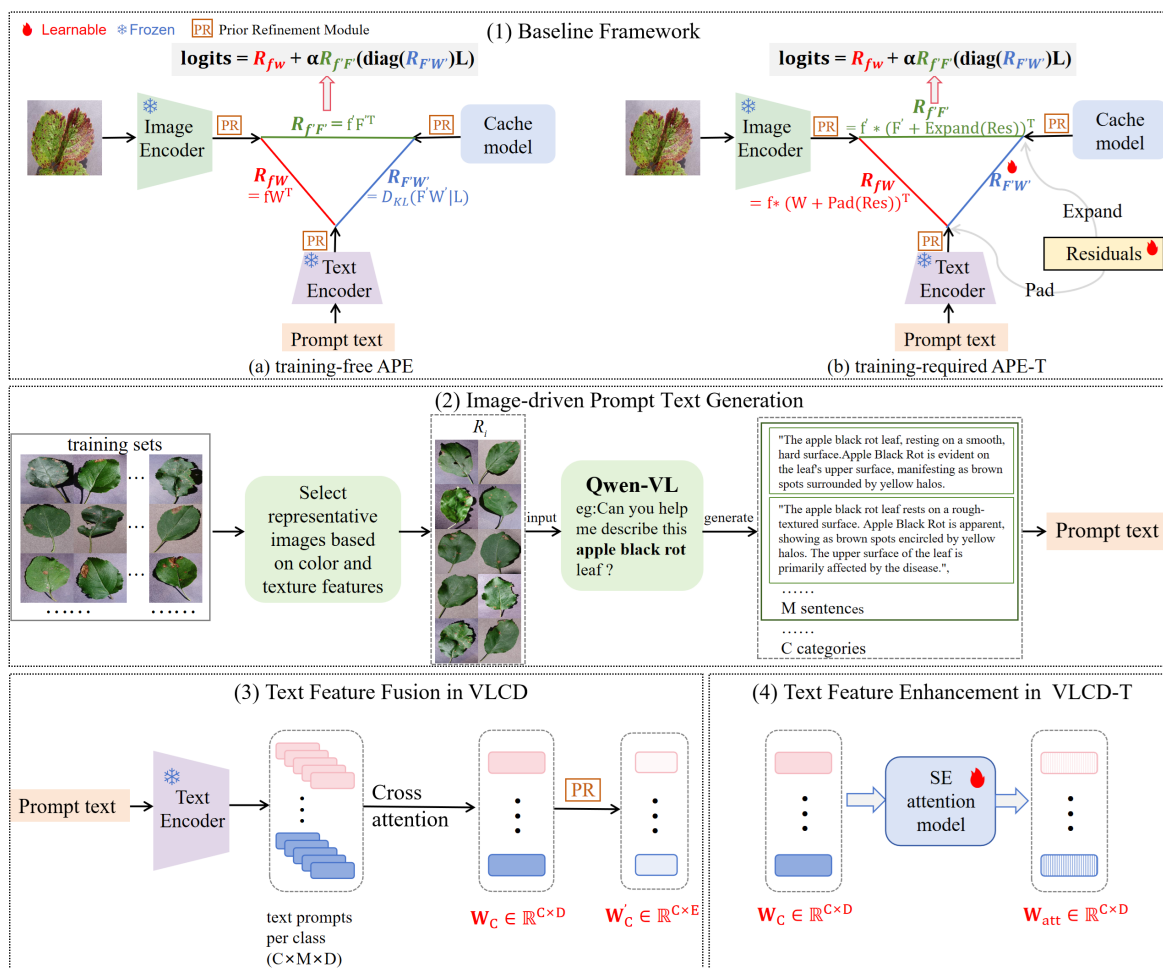 Learnable Frozen PR Prior Refinement Module
(1) Baseline Framework
logits = R_fw + αR_f'F'(diag(R_F'W')L)
Image
Encoder
PR
R_f'F' = f'F'^T
PR
Cache
model
R_fW
= fW^T
R_F'W'
= D_KL(F'W'|L)
PR
Text
Encoder
Prompt text
(a) training-free APE
logits = R_fw + αR_f'F'(diag(R_F'W')L)
Image
Encoder
PR
R_f'F'
= f' * (F' + Expand(Res))^T
PR
Cache
model
R_fW
= f* (W + Pad(Res))^T
R_F'W'
Expand
Residuals
Pad
PR
Text
Encoder
Prompt text
(b) training-required APE-T
(2) Image-driven Prompt Text Generation
training sets
... 
...
...
......
......
Select
representative
images based
on color and
texture features
R_i
input
Qwen-VL
eg:Can you help
me describe this
apple black rot
leaf ?
generate
"The apple black rot leaf, resting on a smooth,
hard surface.Apple Black Rot is evident on
the leaf's upper surface, manifesting as brown
spots surrounded by yellow halos.
"The apple black rot leaf rests on a rough-
textured surface. Apple Black Rot is apparent,
showing as brown spots encircled by yellow
halos. The upper surface of the leaf is
primarily affected by the disease.",
......
M sentences
......
C categories
Prompt text
(3) Text Feature Fusion in VLCD
Prompt text
Text
Encoder
text prompts
per class
(C×M×D)
Cross
attention
W_C ∈ ℝ^C×D
PR
W'_C ∈ ℝ^C×E
(4) Text Feature Enhancement in VLCD-T
W_C ∈ ℝ^C×D
SE
attention
model
W_att ∈ ℝ^C×D